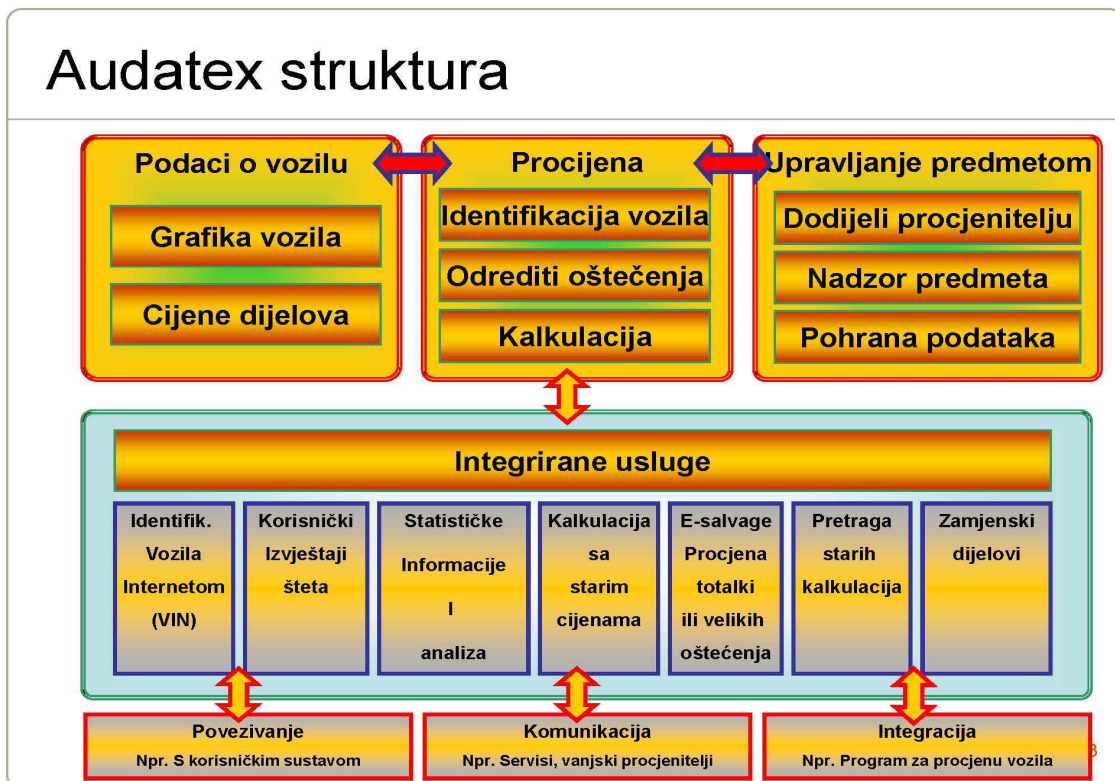 Audatex struktura
Podaci o vozilu
Grafika vozila
Cijene dijelova
Procijena
Identifikacija vozila
Odrediti oštečenja
Kalkulacija
Upravljanje predmetom
Dodijeli procjenitelju
Nadzor predmeta
Pohrana podataka
Integrirane usluge
Identifik.
Vozila
Internetom
(VIN)
Korisnički
Izvještaji
šteta
Statističke
Informacije
I
analiza
Kalkulacija
sa
starim
cijenama
E-salvage
Procjena
totalki
ili velikih
oštećenja
Pretraga
starih
kalkulacija
Zamjenski
dijelovi
Povezivanje
Npr. S korisničkim sustavom
Komunikacija
Npr. Servisi, vanjski procjenitelji
Integracija
Npr. Program za procjenu vozila